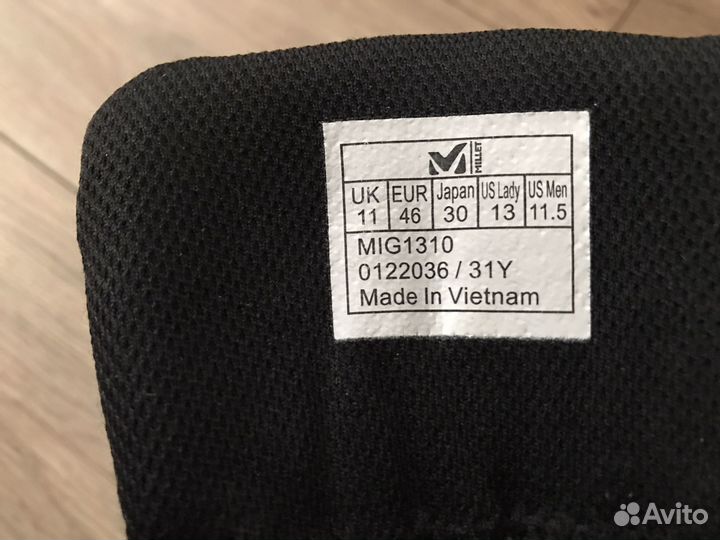 MILLET
UK EUR Japan US Lady US Men
11 46 30 13 11.5
MIG1310
0122036 / 31Y
Made In Vietnam
Avito